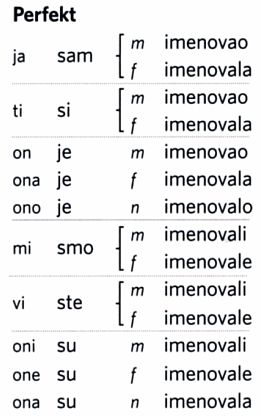 Perfekt
ja sam m imenovao
f imenovala
ti si m imenovao
f imenovala
on je m imenovao
ona je f imenovala
ono je n imenovalo
mi smo m imenovali
f imenovale
vi ste m imenovali
f imenovale
oni su m imenovali
one su f imenovale
ona su n imenovala